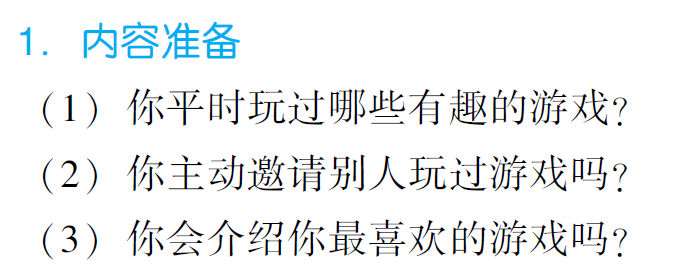 1. 内容准备
（1）你平时玩过哪些有趣的游戏？
（2）你主动邀请别人玩过游戏吗？
（3）你会介绍你最喜欢的游戏吗？